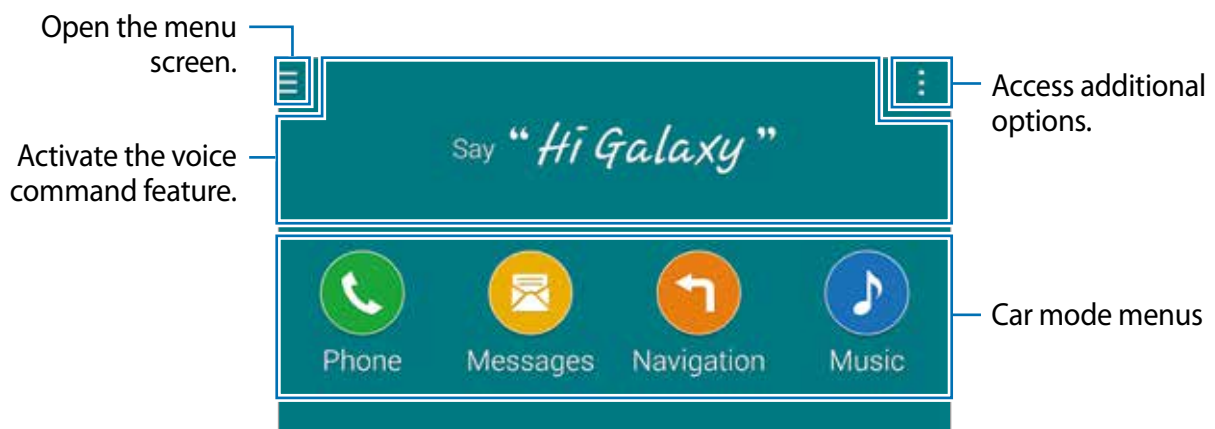 Open the menu
screen.
Access additional
options.
Say “Hi Galaxy”
Activate the voice
command feature.
Phone Messages Navigation Music
Car mode menus